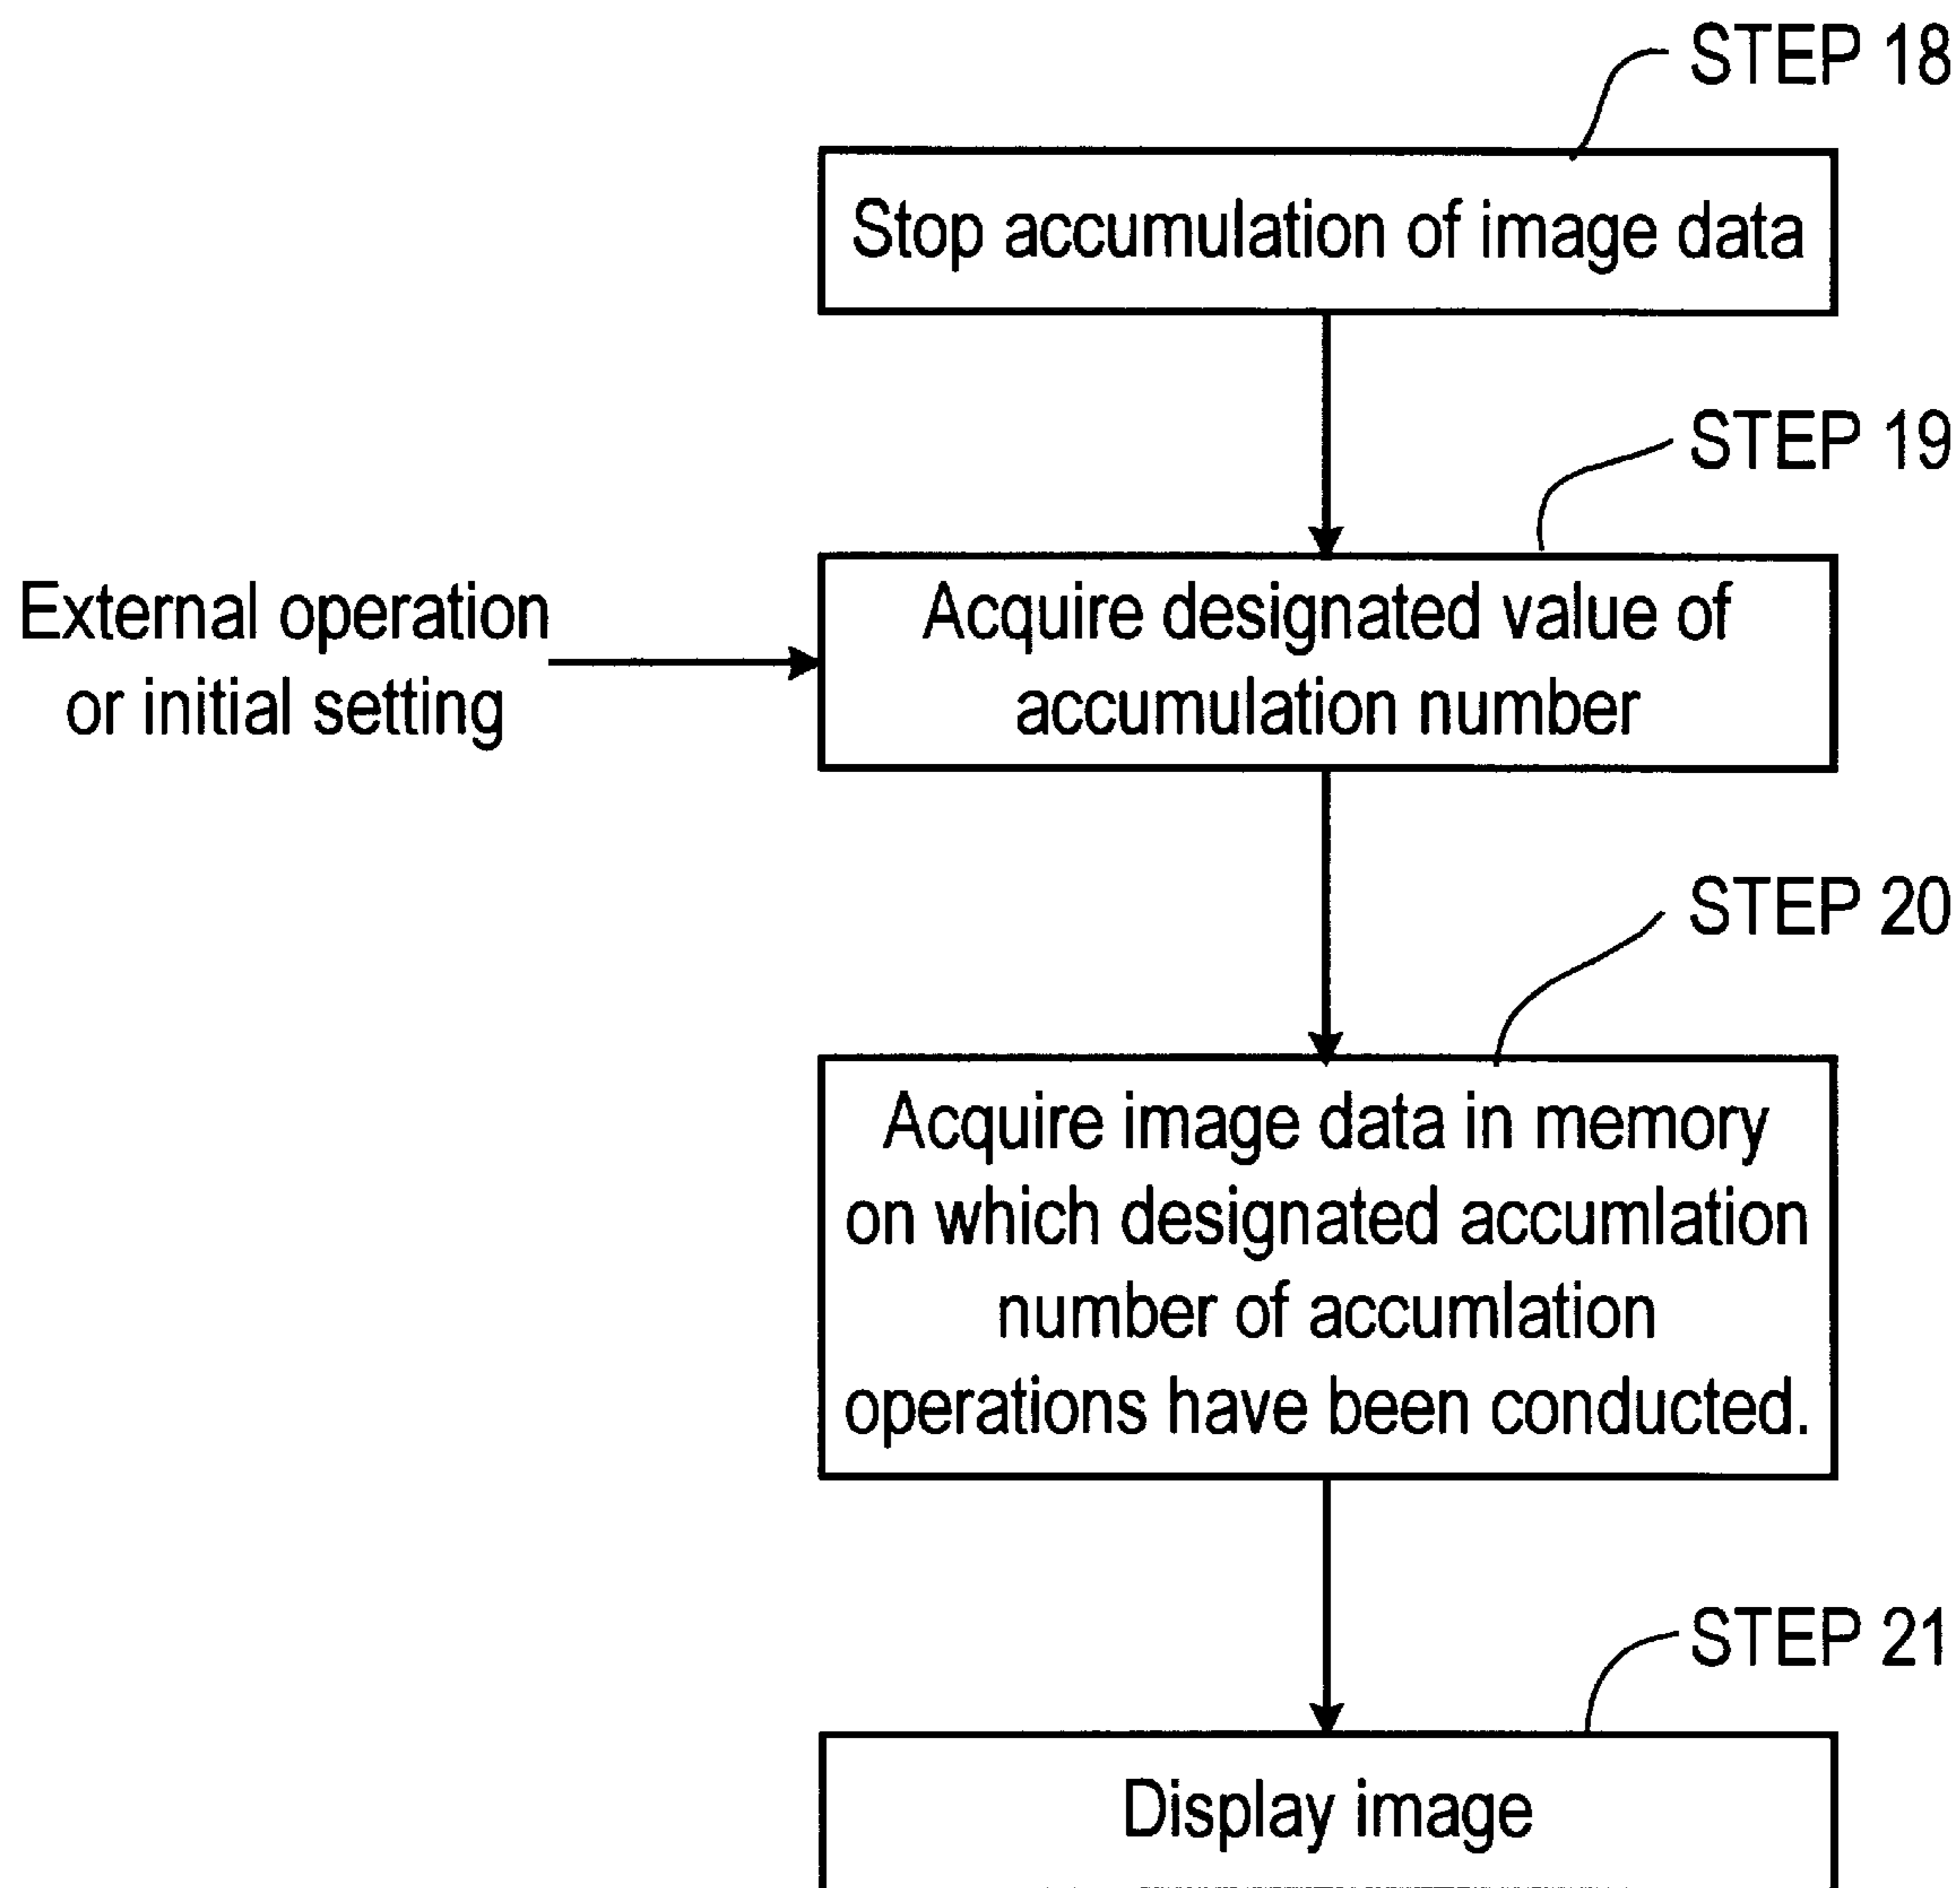 STEP 18
Stop accumulation of image data
STEP 19
External operation
or initial setting
Acquire designated value of
accumulation number
STEP 20
Acquire image data in memory
on which designated accumlation
number of accumlation
operations have been conducted.
STEP 21
Display image